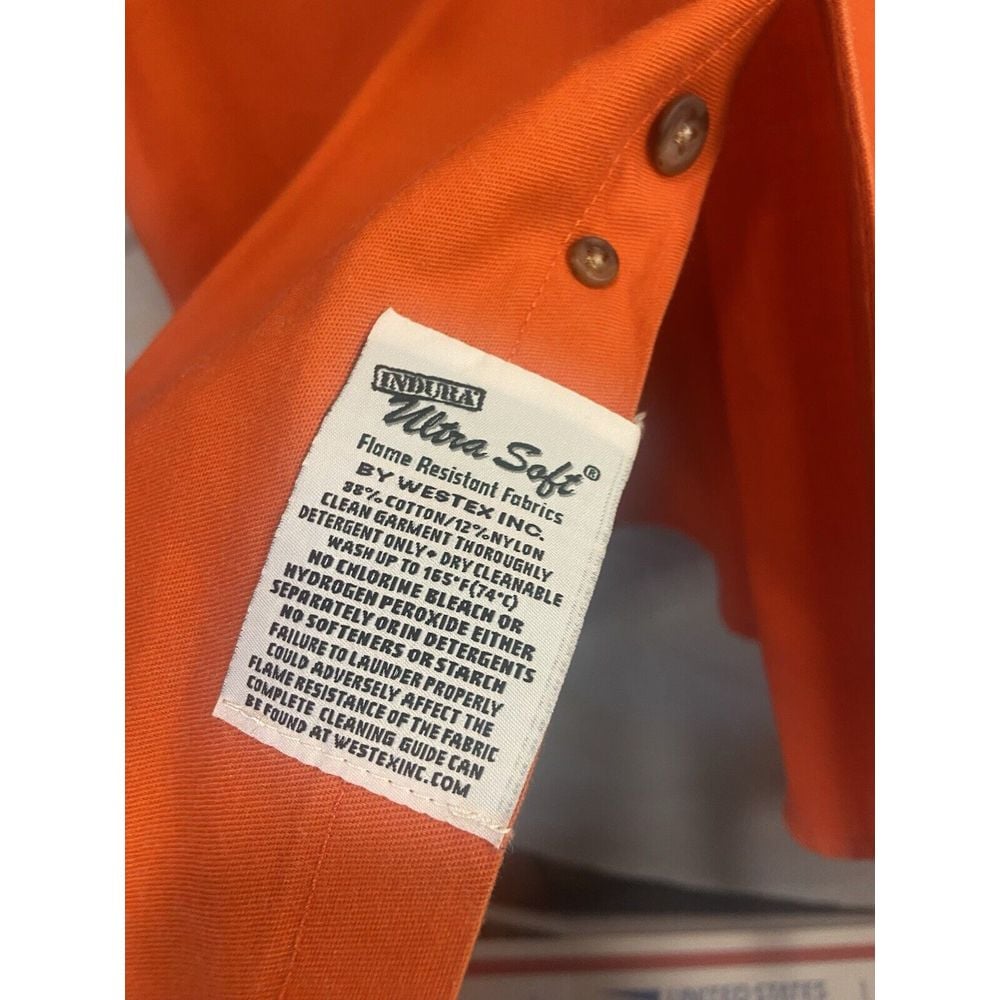 INDURA
Ultra Soft®
Flame Resistant Fabrics
BY WESTEX INC.
88% COTTON/12% NYLON
CLEAN GARMENT THOROUGHLY
DETERGENT ONLY • DRY CLEANABLE
WASH UP TO 165°F (74°C)
NO CHLORINE BLEACH OR
HYDROGEN PEROXIDE EITHER
SEPARATELY OR IN DETERGENTS
NO SOFTENERS OR STARCH
FAILURE TO LAUNDER PROPERLY
COULD ADVERSELY AFFECT THE
FLAME RESISTANCE OF THE FABRIC
COMPLETE CLEANING GUIDE CAN
BE FOUND AT WESTEXINC.COM
UNITED STATES